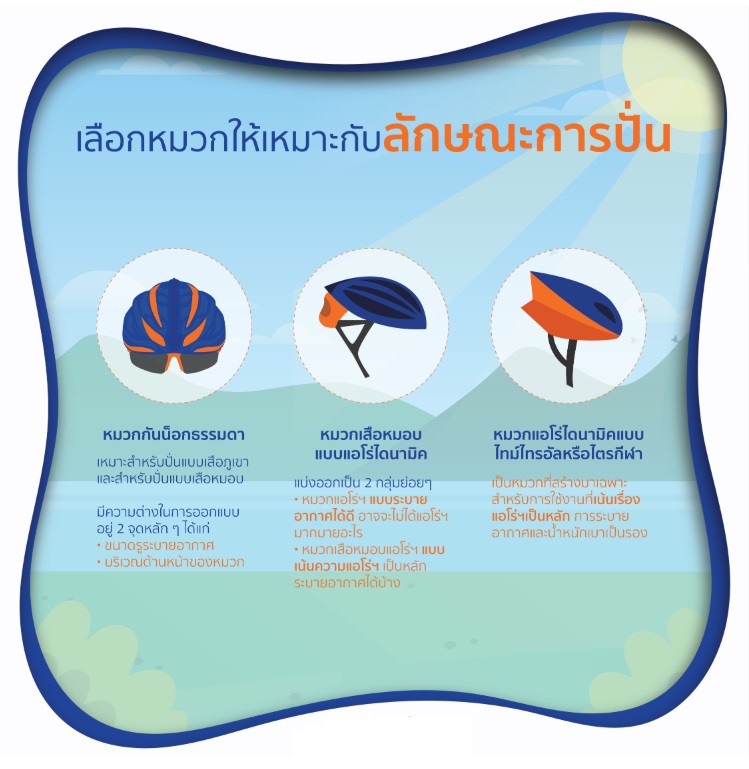 เลือกหมวกให้เหมาะกับลักษณะการปั่น
หมวกกันน็อกธรรมดา
เหมาะสำหรับปั่นแบบเสือภูเขา
และสำหรับปั่นแบบเสือหมอบ
มีความต่างในการออกแบบ
อยู่ 2 จุดหลัก ๆ ได้แก่
• ขนาดรูระบายอากาศ
• บริเวณด้านหน้าของหมวก
หมวกเสือหมอบ
แบบแอโร่ไดนามิค
แบ่งออกเป็น 2 กลุ่มย่อยๆ
• หมวกแอโร่ฯ แบบระบาย
อากาศได้ดี อาจจะไม่ได้แอโร่ฯ
มากมายอะไร
• หมวกเสือหมอบแอโร่ฯ แบบ
เน้นความแอโร่ฯ เป็นหลัก
ระบายอากาศได้บ้าง
หมวกแอโร่ไดนามิคแบบ
ไทม์ไทรอัลหรือไตรกีฬา
เป็นหมวกที่สร้างมาเฉพาะ
สำหรับการใช้งานที่เน้นเรื่อง
แอโร่ฯเป็นหลัก การระบาย
อากาศและน้ำหนักเบาเป็นรอง